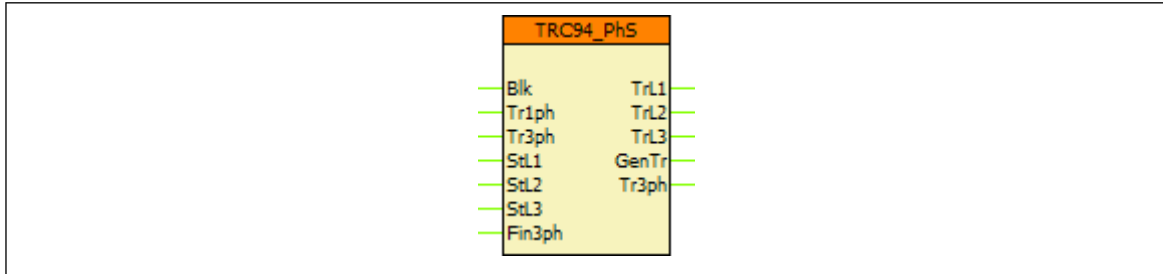 TRC94_PhS
Blk TrL1
Tr1ph TrL2
Tr3ph TrL3
StL1 GenTr
StL2 Tr3ph
StL3
Fin3ph